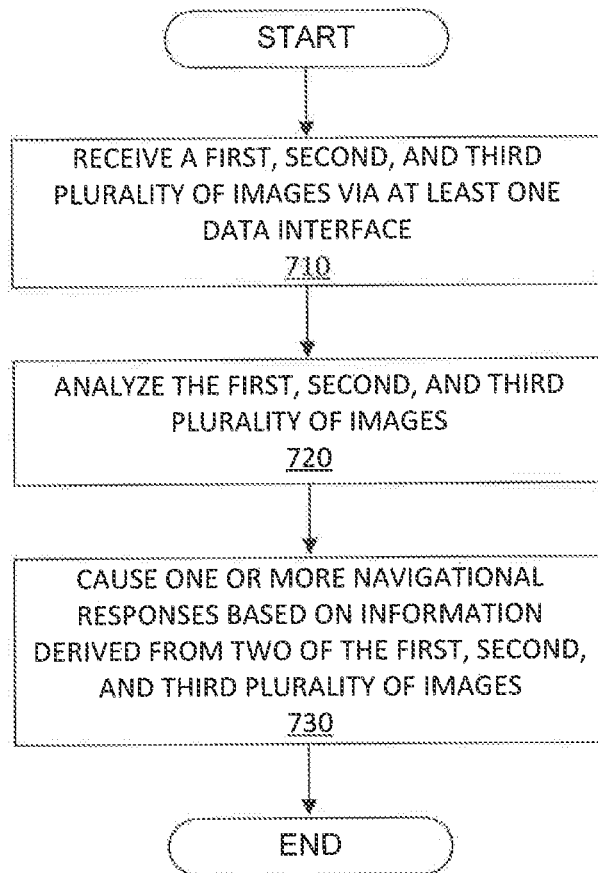 START
RECEIVE A FIRST, SECOND, AND THIRD
PLURALITY OF IMAGES VIA AT LEAST ONE
DATA INTERFACE
710
ANALYZE THE FIRST, SECOND, AND THIRD
PLURALITY OF IMAGES
720
CAUSE ONE OR MORE NAVIGATIONAL
RESPONSES BASED ON INFORMATION
DERIVED FROM TWO OF THE FIRST, SECOND,
AND THIRD PLURALITY OF IMAGES
730
END